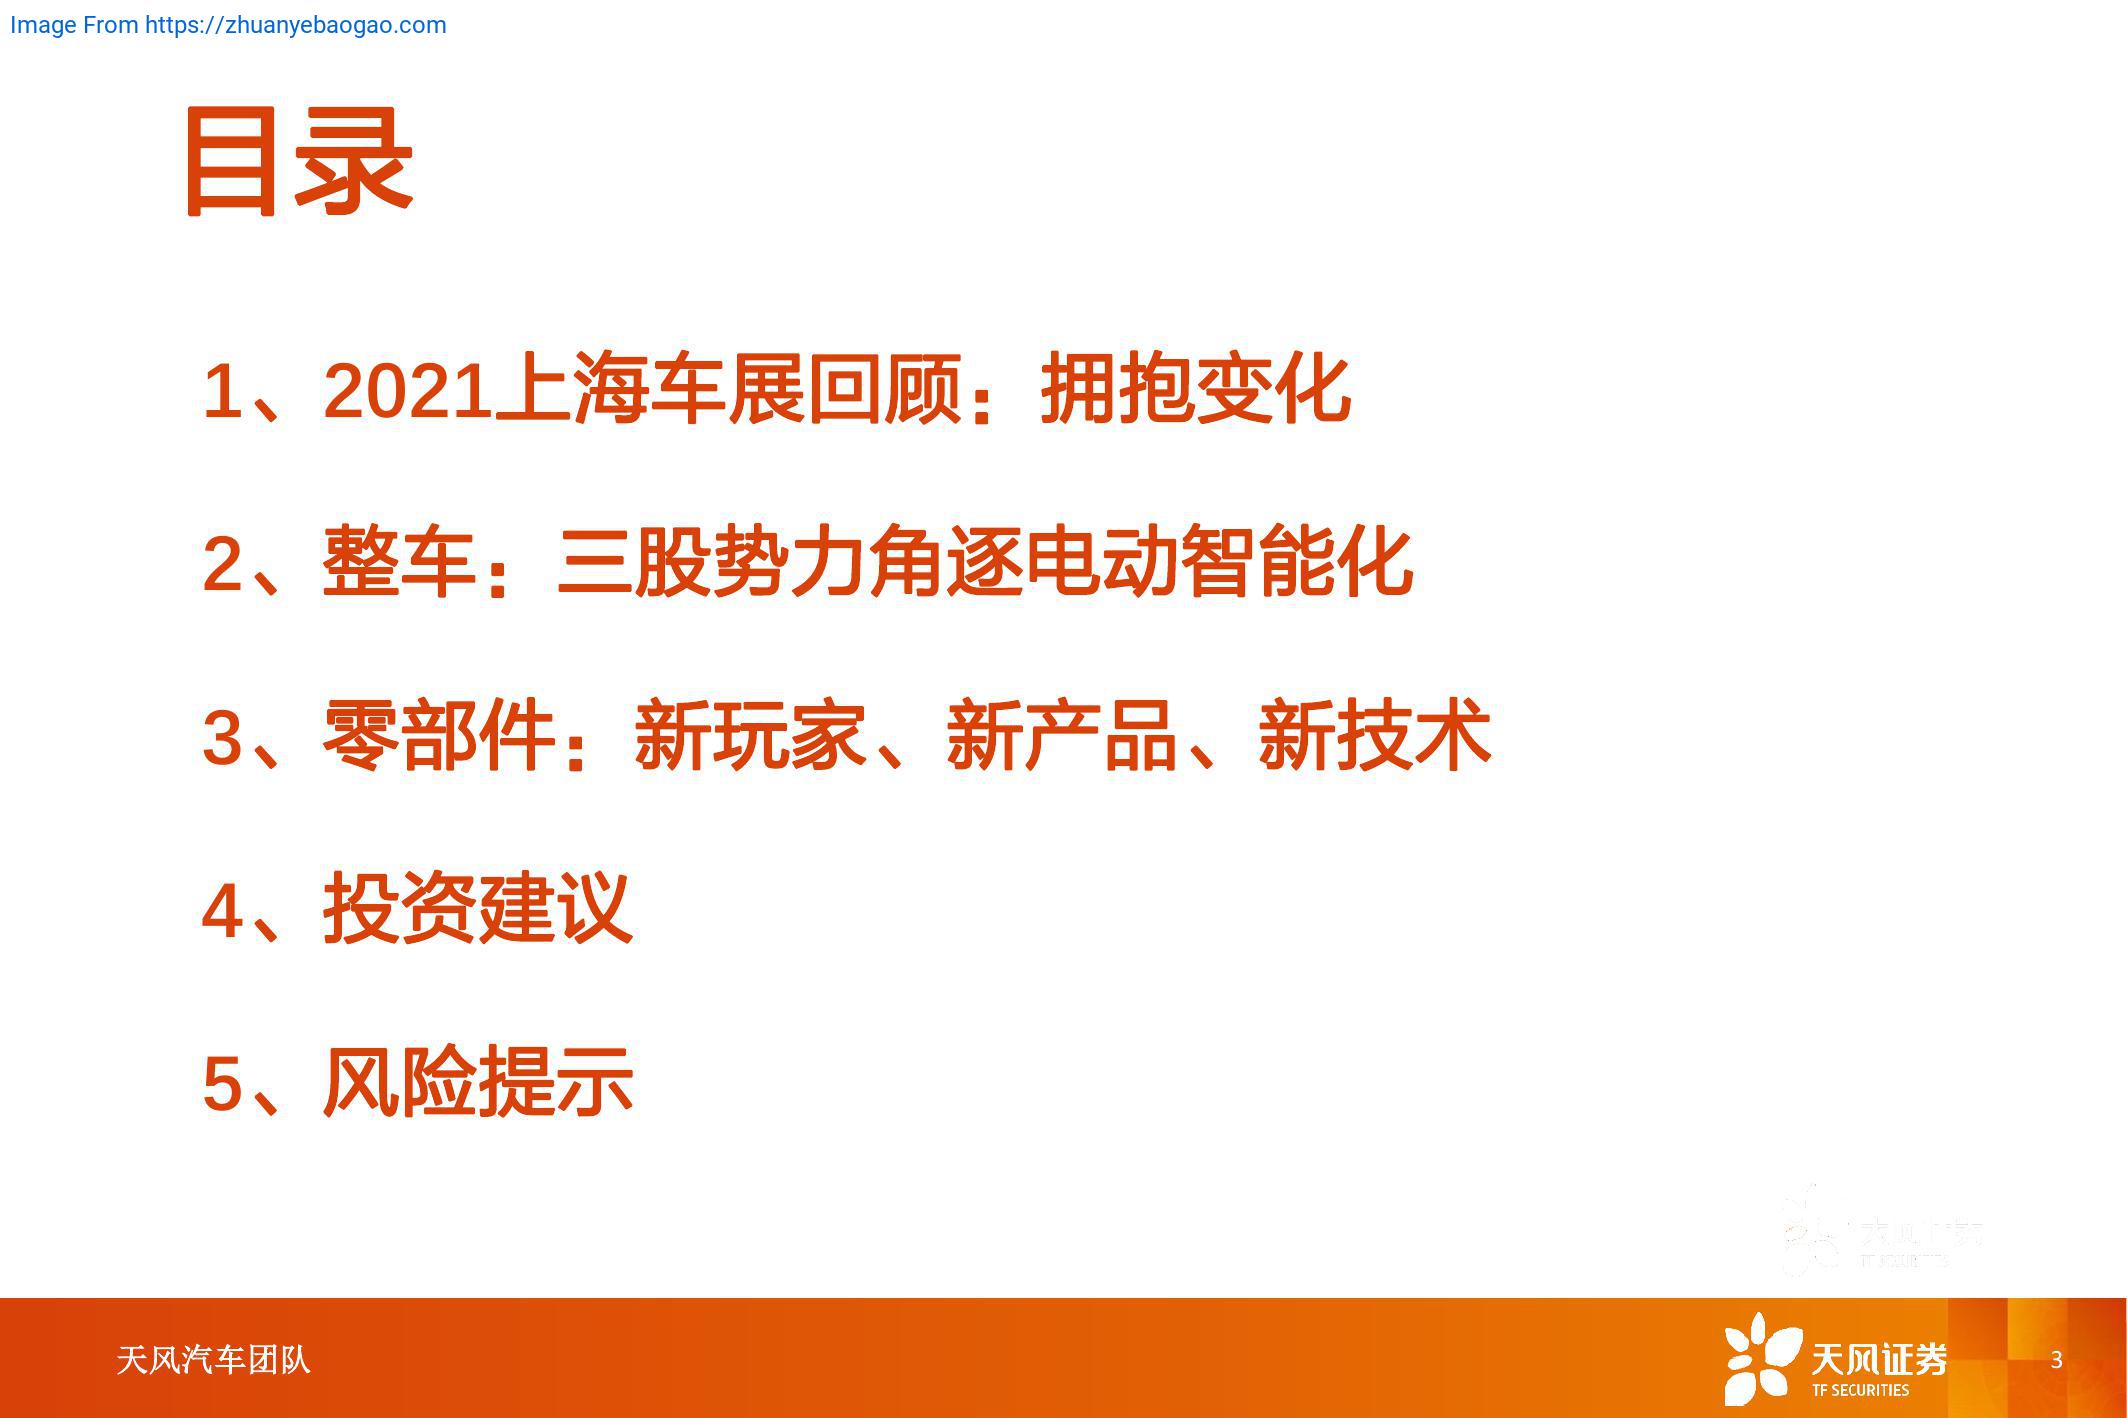 Image From https://zhuanyebaogao.com
目录
1、2021上海车展回顾：拥抱变化
2、整车：三股势力角逐电动智能化
3、零部件：新玩家、新产品、新技术
4、投资建议
5、风险提示
天风证券
TF SECURITIES
天风汽车团队
天风证券
TF SECURITIES
3